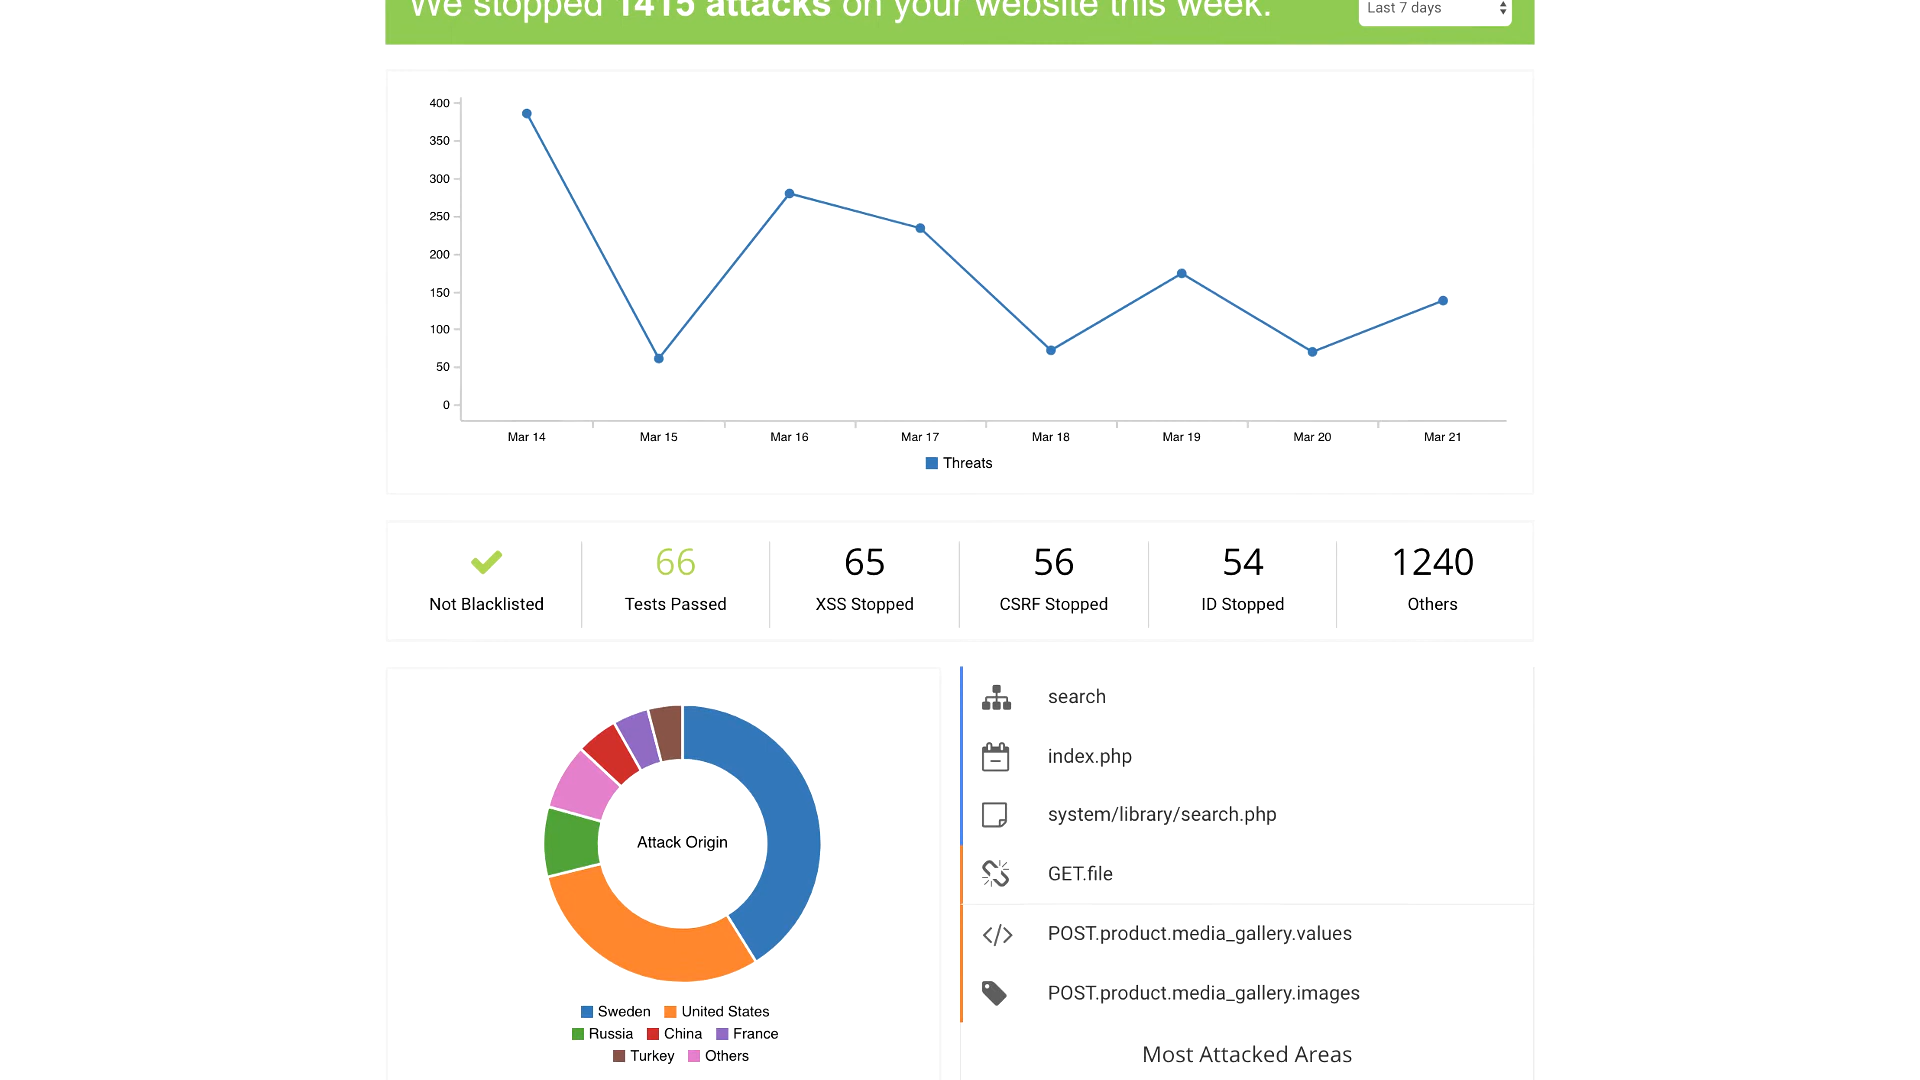 We stopped 1415 attacks on your website this week.
Last 7 days
400
350
300
250
200
150
100
50
0
Mar 14 Mar 15 Mar 16 Mar 17 Mar 18 Mar 19 Mar 20 Mar 21
Threats
66 65 56 54 1240
Not Blacklisted Tests Passed XSS Stopped CSRF Stopped ID Stopped Others
Attack Origin
Sweden United States
Russia China France
Turkey Others
search
index.php
system/library/search.php
GET.file
POST.product.media_gallery.values
POST.product.media_gallery.images
Most Attacked Areas